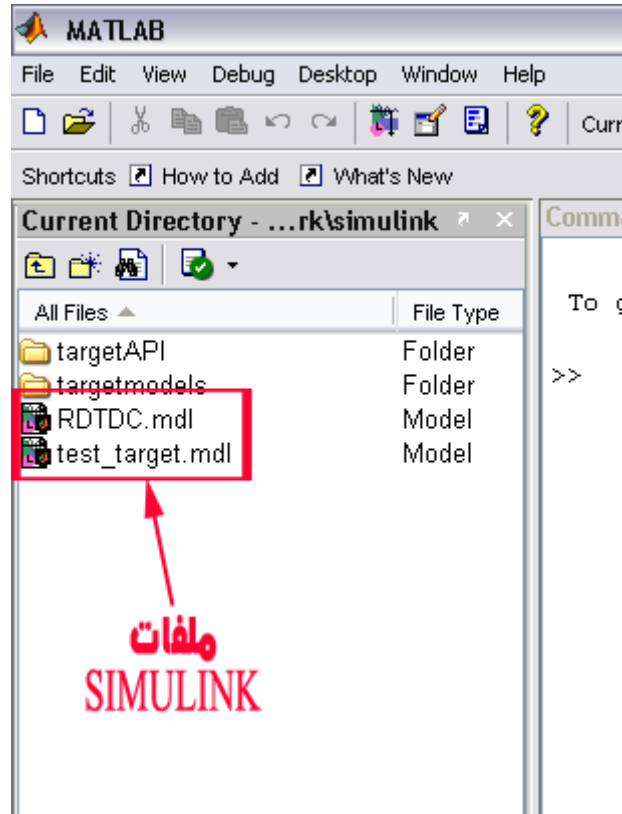 MATLAB
File Edit View Debug Desktop Window Help
Curr
Shortcuts How to Add What's New
Current Directory - ...rk\simulink
Comma
All Files File Type
To g
targetAPI Folder
>>
targetmodels Folder
RDTDC.mdl Model
test_target.mdl Model
ملفات
SIMULINK